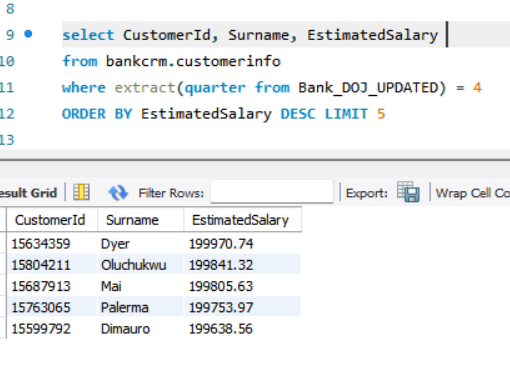 8
9 select CustomerId, Surname, EstimatedSalary
10 from bankcrm.customerinfo
11 where extract(quarter from Bank_DOJ_UPDATED) = 4
12 ORDER BY EstimatedSalary DESC LIMIT 5
13
esult Grid Filter Rows: Export: Wrap Cell Co
CustomerId Surname EstimatedSalary
15634359 Dyer 199970.74
15804211 Oluchukwu 199841.32
15687913 Mai 199805.63
15763065 Palerma 199753.97
15599792 Dimauro 199638.56